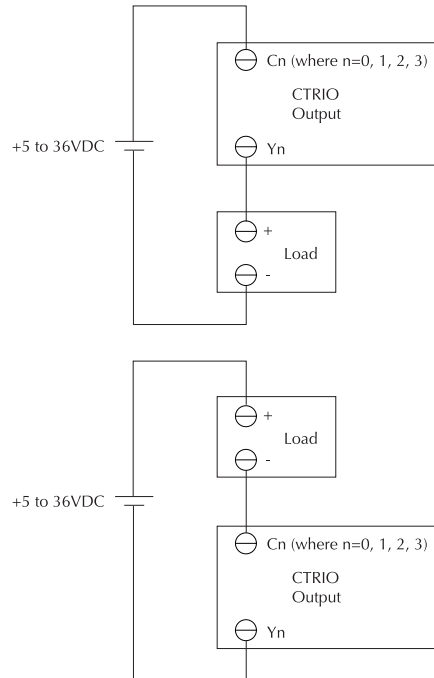 Cn (where n=0, 1, 2, 3)
CTRIO
Output
+5 to 36VDC
Yn
+
Load
-
+
Load
-
+5 to 36VDC
Cn (where n=0, 1, 2, 3)
CTRIO
Output
Yn